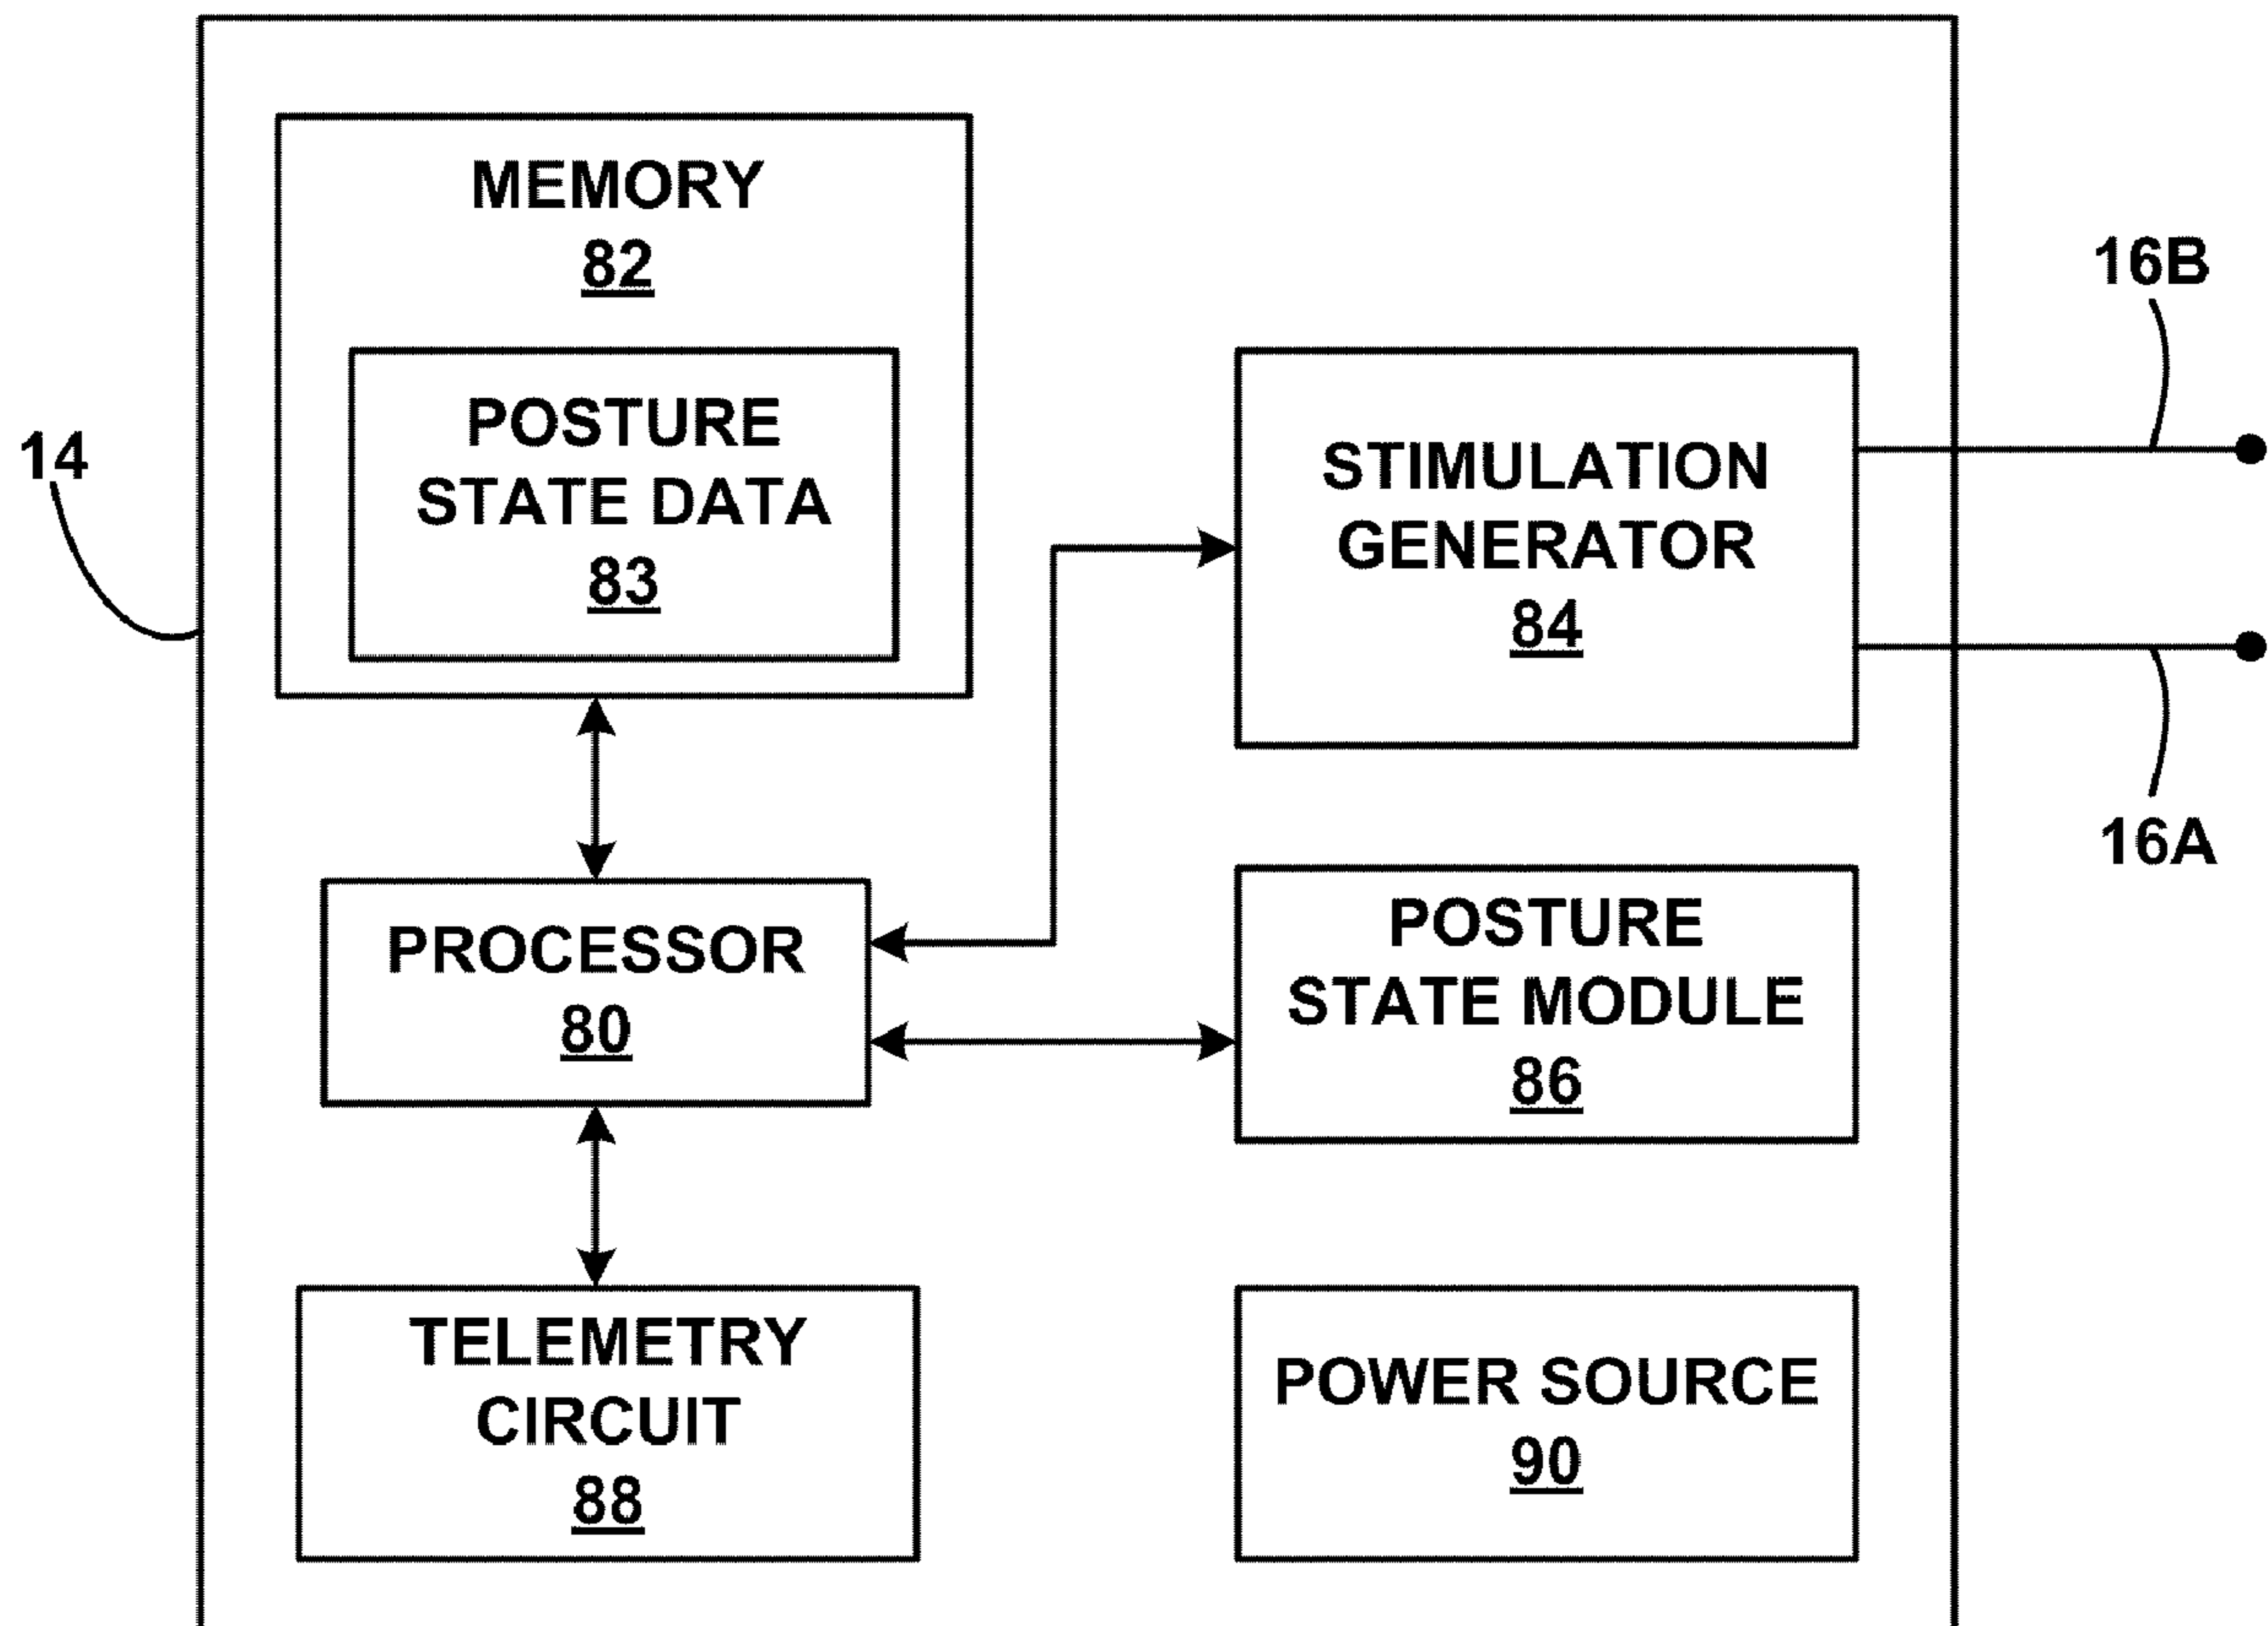 MEMORY
82
POSTURE
STATE DATA
83
14
STIMULATION
GENERATOR
84
16B
16A
PROCESSOR
80
POSTURE
STATE MODULE
86
TELEMETRY
CIRCUIT
88
POWER SOURCE
90